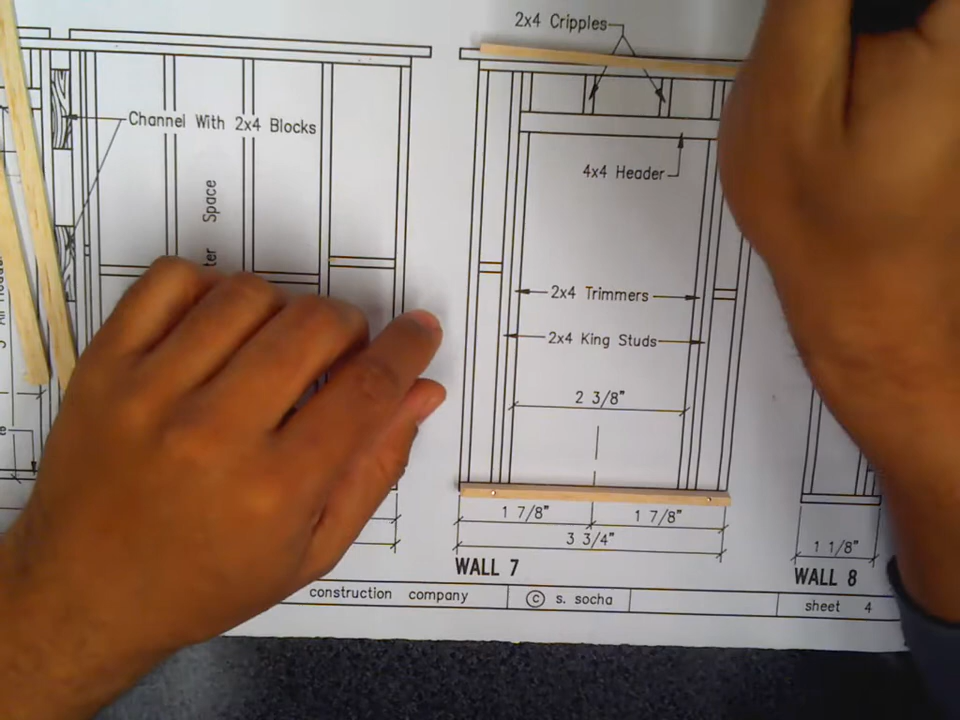 2x4 Cripples
Channel With 2x4 Blocks
4x4 Header
Space
2x4 Trimmers
2x4 King Studs
2 3/8"
1 7/8" 1 7/8"
3 3/4"
WALL 7
1 1/8"
WALL 8
construction company © s. socha sheet 4